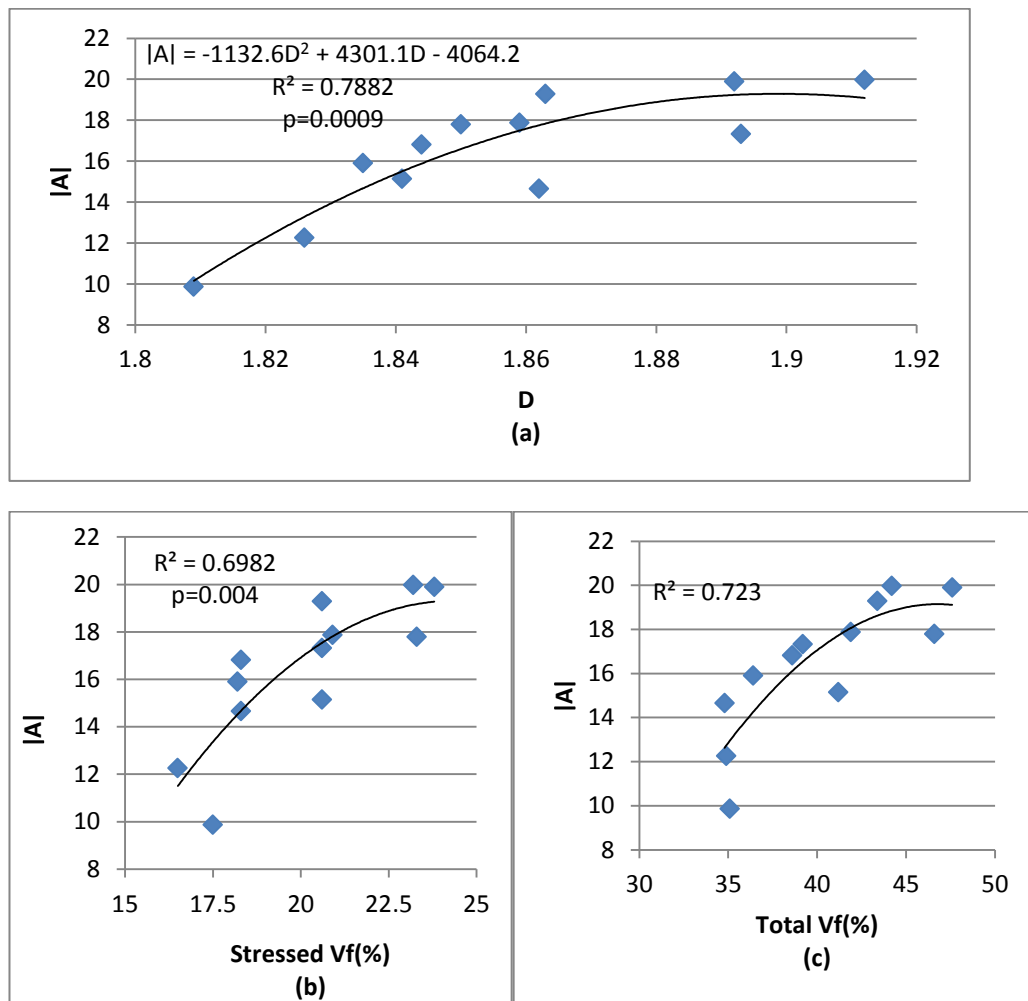 22
20
18
16
14
12
10
8
|A|
|A| = -1132.6D² + 4301.1D - 4064.2
R² = 0.7882
p=0.0009
1.8 1.82 1.84 1.86 1.88 1.9 1.92
D
(a)
22
20
18
16
14
12
10
8
|A|
R² = 0.6982
p=0.004
15 17.5 20 22.5 25
Stressed Vf(%)
(b)
22
20
18
16
14
12
10
8
|A|
R² = 0.723
30 35 40 45 50
Total Vf(%)
(c)